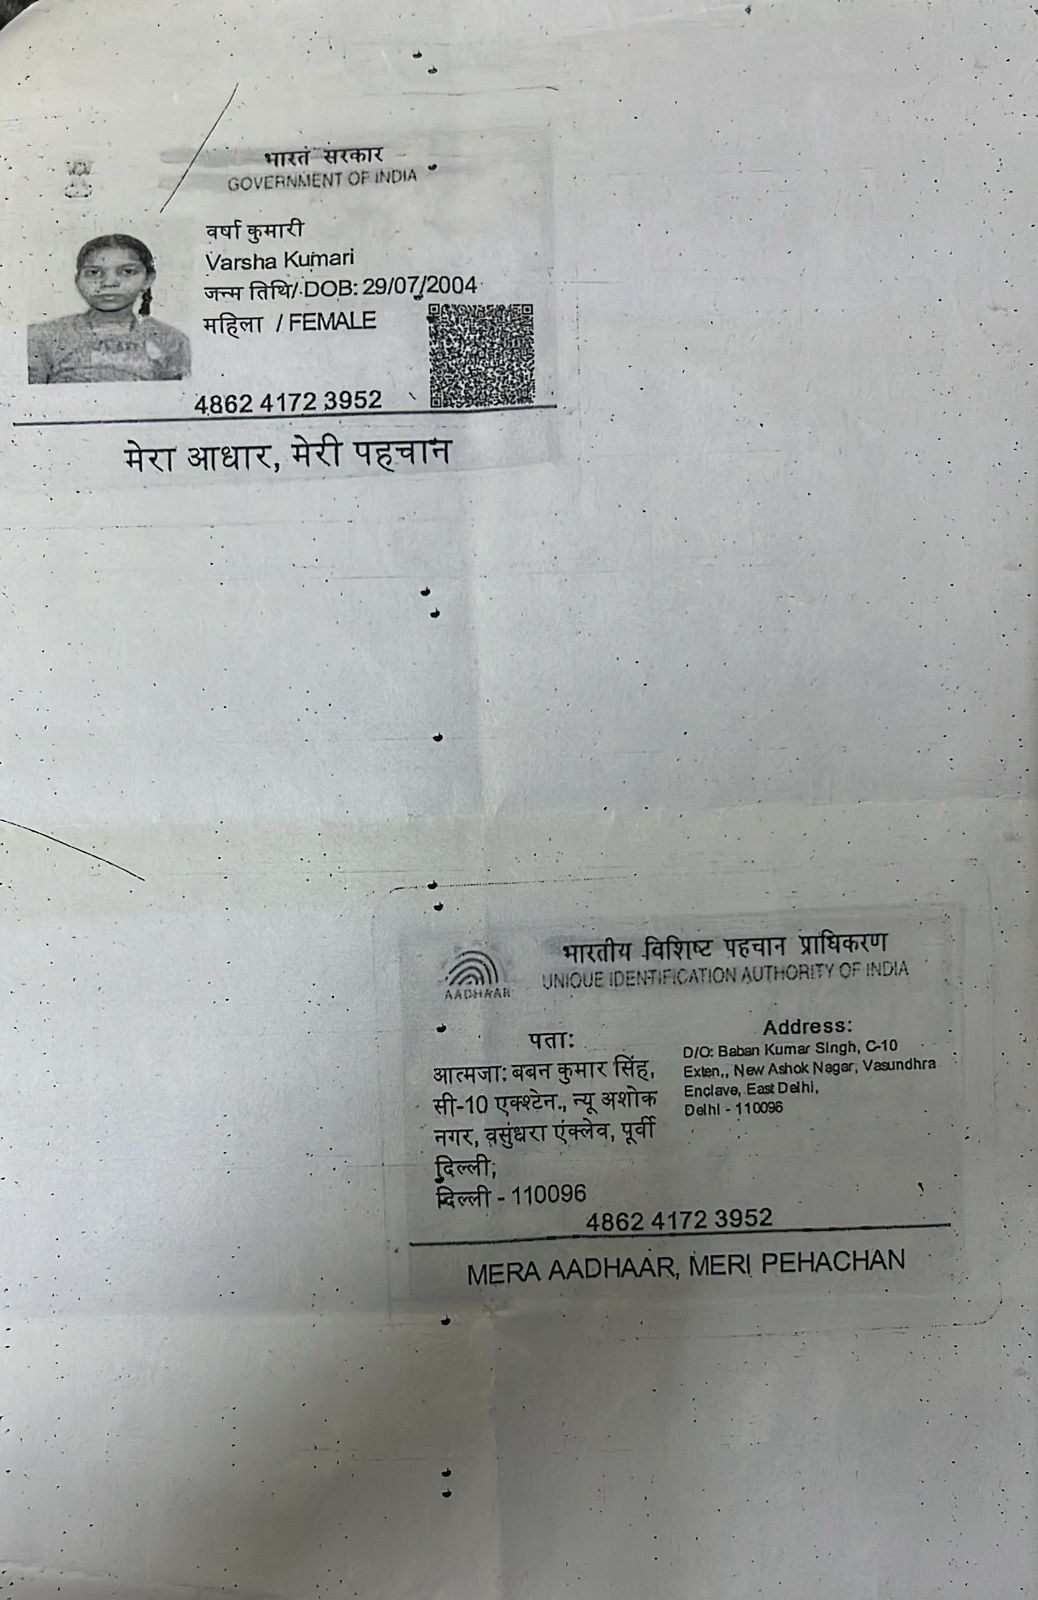 भारत सरकार
GOVERNMENT OF INDIA
वर्षा कुमारी
Varsha Kumari
जन्म तिथि/ DOB: 29/07/2004
महिला / FEMALE
4862 4172 3952
मेरा आधार, मेरी पहचान
भारतीय विशिष्ट पहचान प्राधिकरण
UNIQUE IDENTIFICATION AUTHORITY OF INDIA
AADHAAR
पता:
आत्मजा: बबन कुमार सिंह,
सी-10 एक्श्टेन., न्यू अशोक
नगर, वसुंधरा एंक्लेव, पूर्वी
दिल्ली,
दिल्ली - 110096
Address:
D/O: Baban Kumar Singh, C-10
Exten,, New Ashok Nagar, Vasundhra
Enclave, East Delhi,
Delhi - 110096
4862 4172 3952
MERA AADHAAR, MERI PEHACHAN